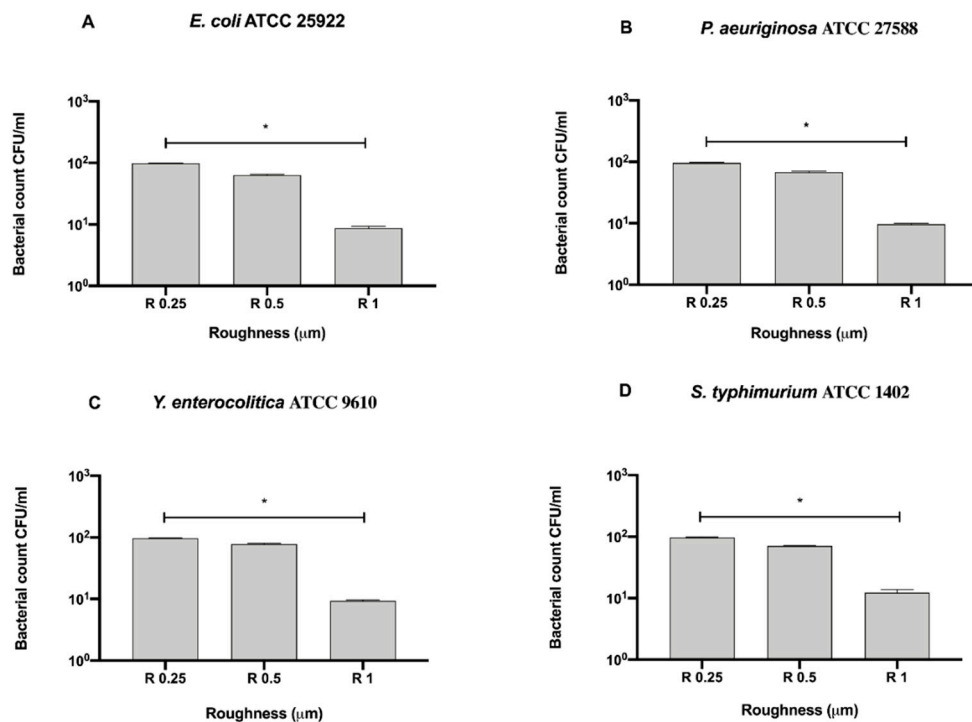 A
E. coli ATCC 25922
Bacterial count CFU/ml
10³
10²
10¹
10⁰
*
R 0.25 R 0.5 R 1
Roughness (μm)
B
P. aeuriginosa ATCC 27588
Bacterial count CFU/ml
10³
10²
10¹
10⁰
*
R 0.25 R 0.5 R 1
Roughness (μm)
C
Y. enterocolitica ATCC 9610
Bacterial count CFU/ml
10³
10²
10¹
10⁰
*
R 0.25 R 0.5 R 1
Roughness (μm)
D
S. typhimurium ATCC 1402
Bacterial count CFU/ml
10³
10²
10¹
10⁰
*
R 0.25 R 0.5 R 1
Roughness (μm)